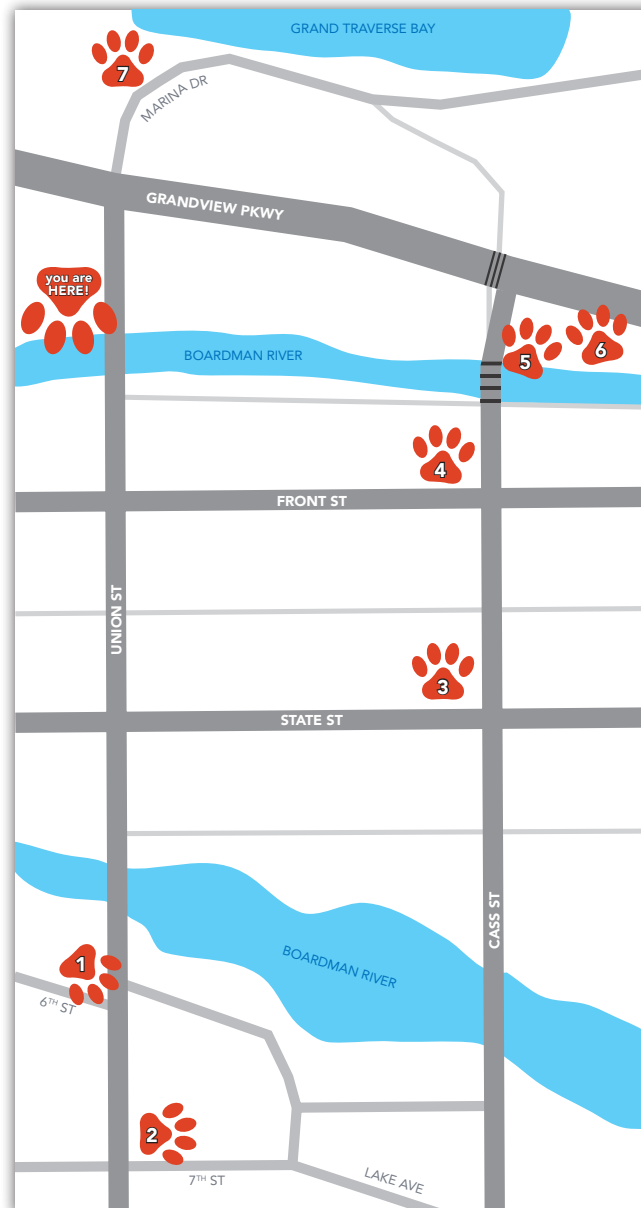 GRAND TRAVERSE BAY
7
MARINA DR
GRANDVIEW PKWY
you are
HERE!
BOARDMAN RIVER
5
6
4
FRONT ST
UNION ST
3
STATE ST
CASS ST
BOARDMAN RIVER
1
6TH ST
2
7TH ST
LAKE AVE